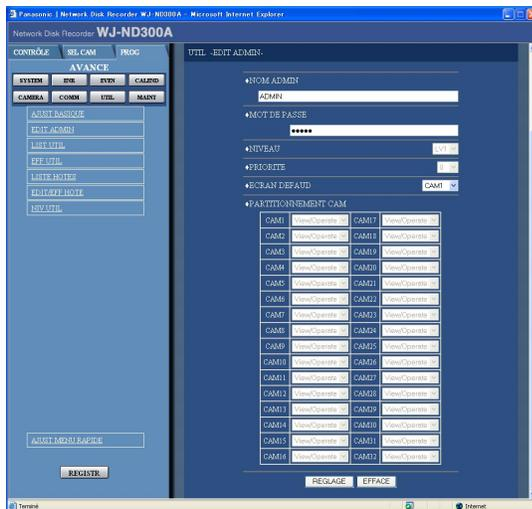 Panasonic | Network Disk Recorder WJ-ND300A - Microsoft Internet Explorer
Network Disk Recorder WJ-ND300A
CONTRÔLE SEL CAM PROG
AVANCE
SYSTEM ENR EVEN CALEND
CAMERA COMM UTIL MAINT
AJUST BASIQUE
EDIT ADMIN
LIST UTIL
EFF UTIL
LISTE HOTES
EDIT/EFF HOTE
NIV UTIL
AJUST MENU RAPIDE
REGISTR
UTIL -EDIT ADMIN-
♦NOM ADMIN
ADMIN
♦MOT DE PASSE
●●●●●
♦NIVEAU LV1
♦PRIORITE 0
♦ECRAN DEFAUD CAM1
♦PARTITIONNEMENT CAM
CAM1 View/Operate CAM17 View/Operate
CAM2 View/Operate CAM18 View/Operate
CAM3 View/Operate CAM19 View/Operate
CAM4 View/Operate CAM20 View/Operate
CAM5 View/Operate CAM21 View/Operate
CAM6 View/Operate CAM22 View/Operate
CAM7 View/Operate CAM23 View/Operate
CAM8 View/Operate CAM24 View/Operate
CAM9 View/Operate CAM25 View/Operate
CAM10 View/Operate CAM26 View/Operate
CAM11 View/Operate CAM27 View/Operate
CAM12 View/Operate CAM28 View/Operate
CAM13 View/Operate CAM29 View/Operate
CAM14 View/Operate CAM30 View/Operate
CAM15 View/Operate CAM31 View/Operate
CAM16 View/Operate CAM32 View/Operate
REGLAGE EFFACE
Terminé Internet